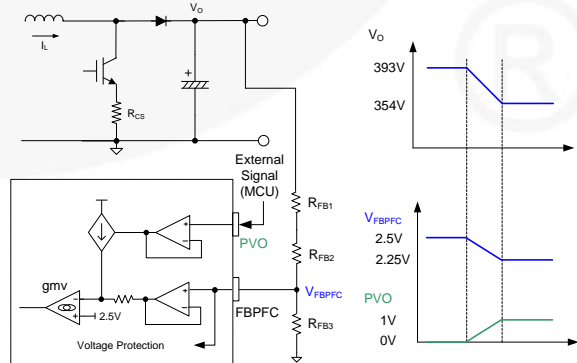 V_O
I_L
R_CS
External
Signal
(MCU)
PVO
R_FB1
R_FB2
V_FBPFC
FBPFC
R_FB3
gmv
2.5V
Voltage Protection
V_O
393V
354V
V_FBPFC
2.5V
2.25V
PVO
1V
0V
R